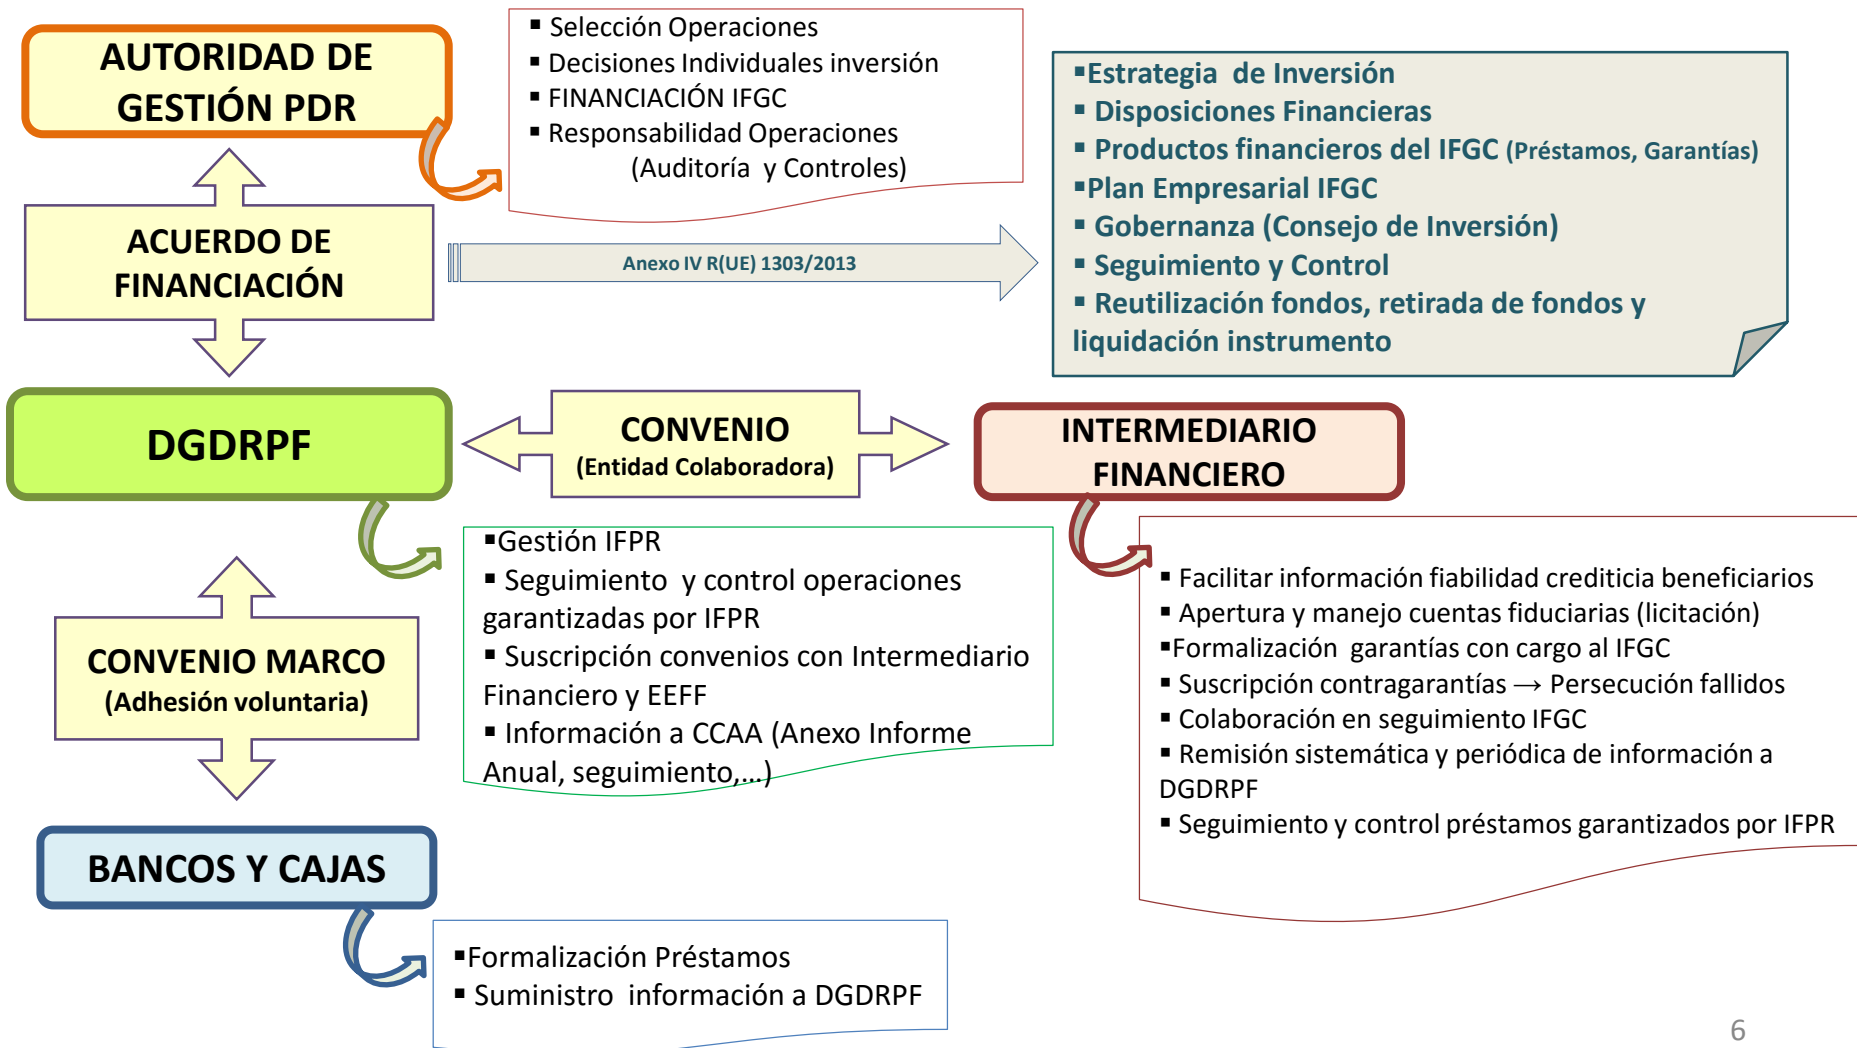 AUTORIDAD DE
GESTIÓN PDR
▪ Selección Operaciones
▪ Decisiones Individuales inversión
▪ FINANCIACIÓN IFGC
▪ Responsabilidad Operaciones
(Auditoría y Controles)
▪Estrategia de Inversión
▪ Disposiciones Financieras
▪ Productos financieros del IFGC (Préstamos, Garantías)
▪Plan Empresarial IFGC
▪ Gobernanza (Consejo de Inversión)
▪ Seguimiento y Control
▪ Reutilización fondos, retirada de fondos y
liquidación instrumento
ACUERDO DE
FINANCIACIÓN
Anexo IV R(UE) 1303/2013
DGDRPF
CONVENIO
(Entidad Colaboradora)
INTERMEDIARIO
FINANCIERO
▪Gestión IFPR
▪ Seguimiento y control operaciones
garantizadas por IFPR
▪ Suscripción convenios con Intermediario
Financiero y EEFF
▪ Información a CCAA (Anexo Informe
Anual, seguimiento,…)
▪ Facilitar información fiabilidad crediticia beneficiarios
▪ Apertura y manejo cuentas fiduciarias (licitación)
▪Formalización garantías con cargo al IFGC
▪ Suscripción contragarantías → Persecución fallidos
▪ Colaboración en seguimiento IFGC
▪ Remisión sistemática y periódica de información a
DGDRPF
▪ Seguimiento y control préstamos garantizados por IFPR
CONVENIO MARCO
(Adhesión voluntaria)
BANCOS Y CAJAS
▪Formalización Préstamos
▪ Suministro información a DGDRPF
6